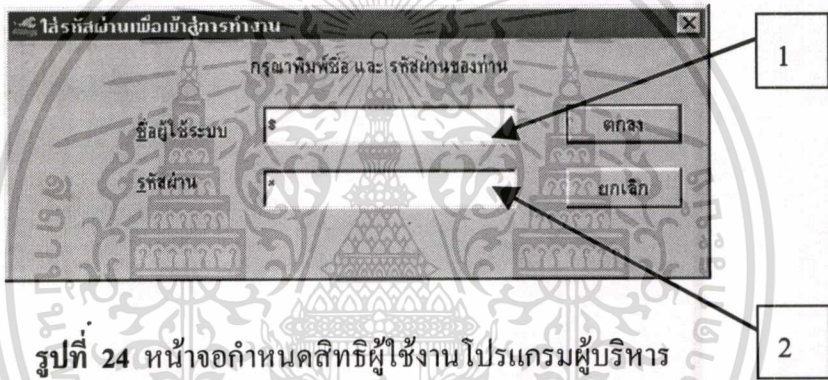 ใส่รหัสผ่านเพื่อเข้าสู่การทำงาน
กรุณาพิมพ์ชื่อ และ รหัสผ่านของท่าน
ชื่อผู้ใช้ระบบ
s
ตกลง
1
รหัสผ่าน
*
ยกเลิก
2
รูปที่ 24 หน้าจอกำหนดสิทธิผู้ใช้งานโปรแกรมผู้บริหาร